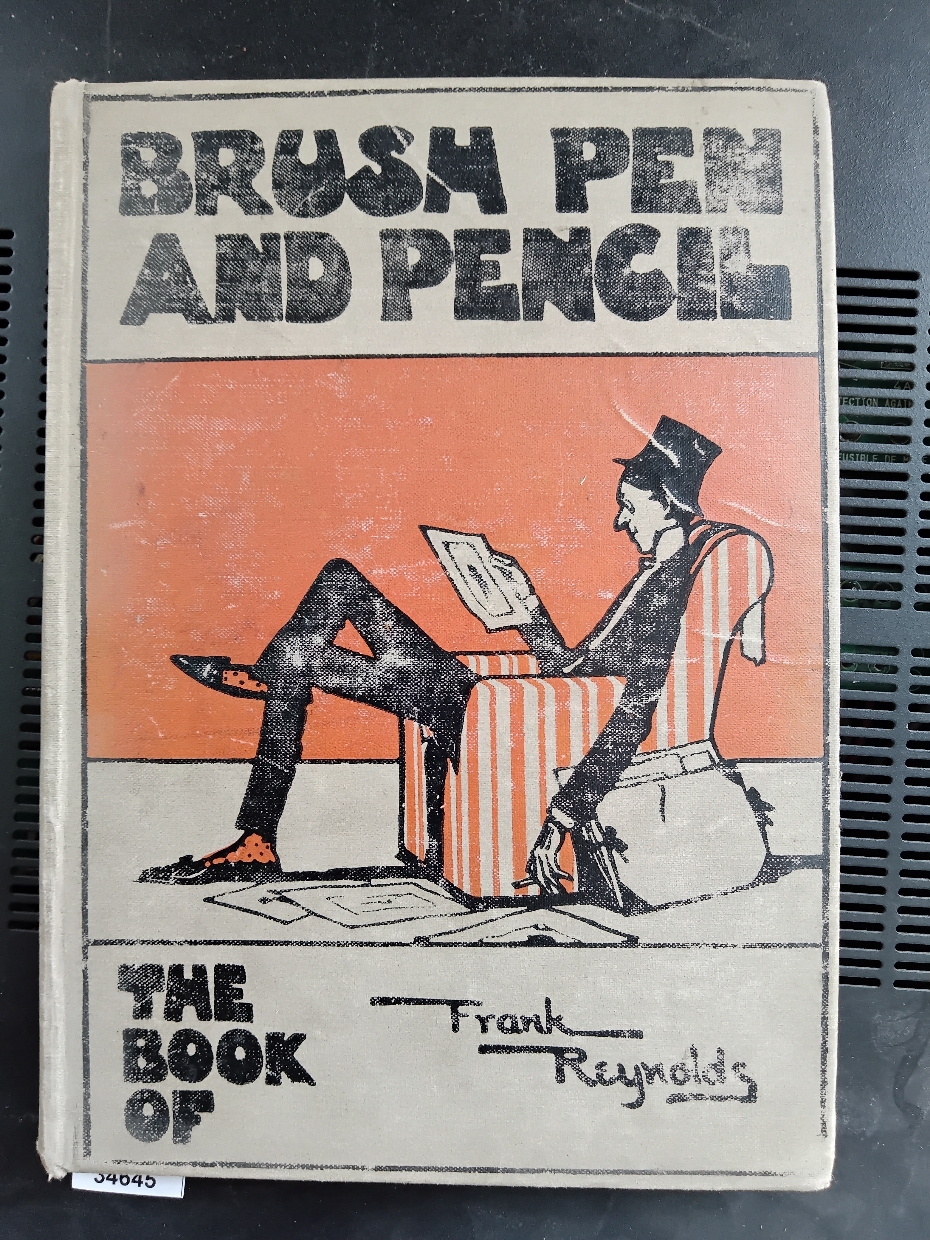 BRUSH PEN
AND PENCIL
THE
BOOK
OF
Frank
Reynolds
34645